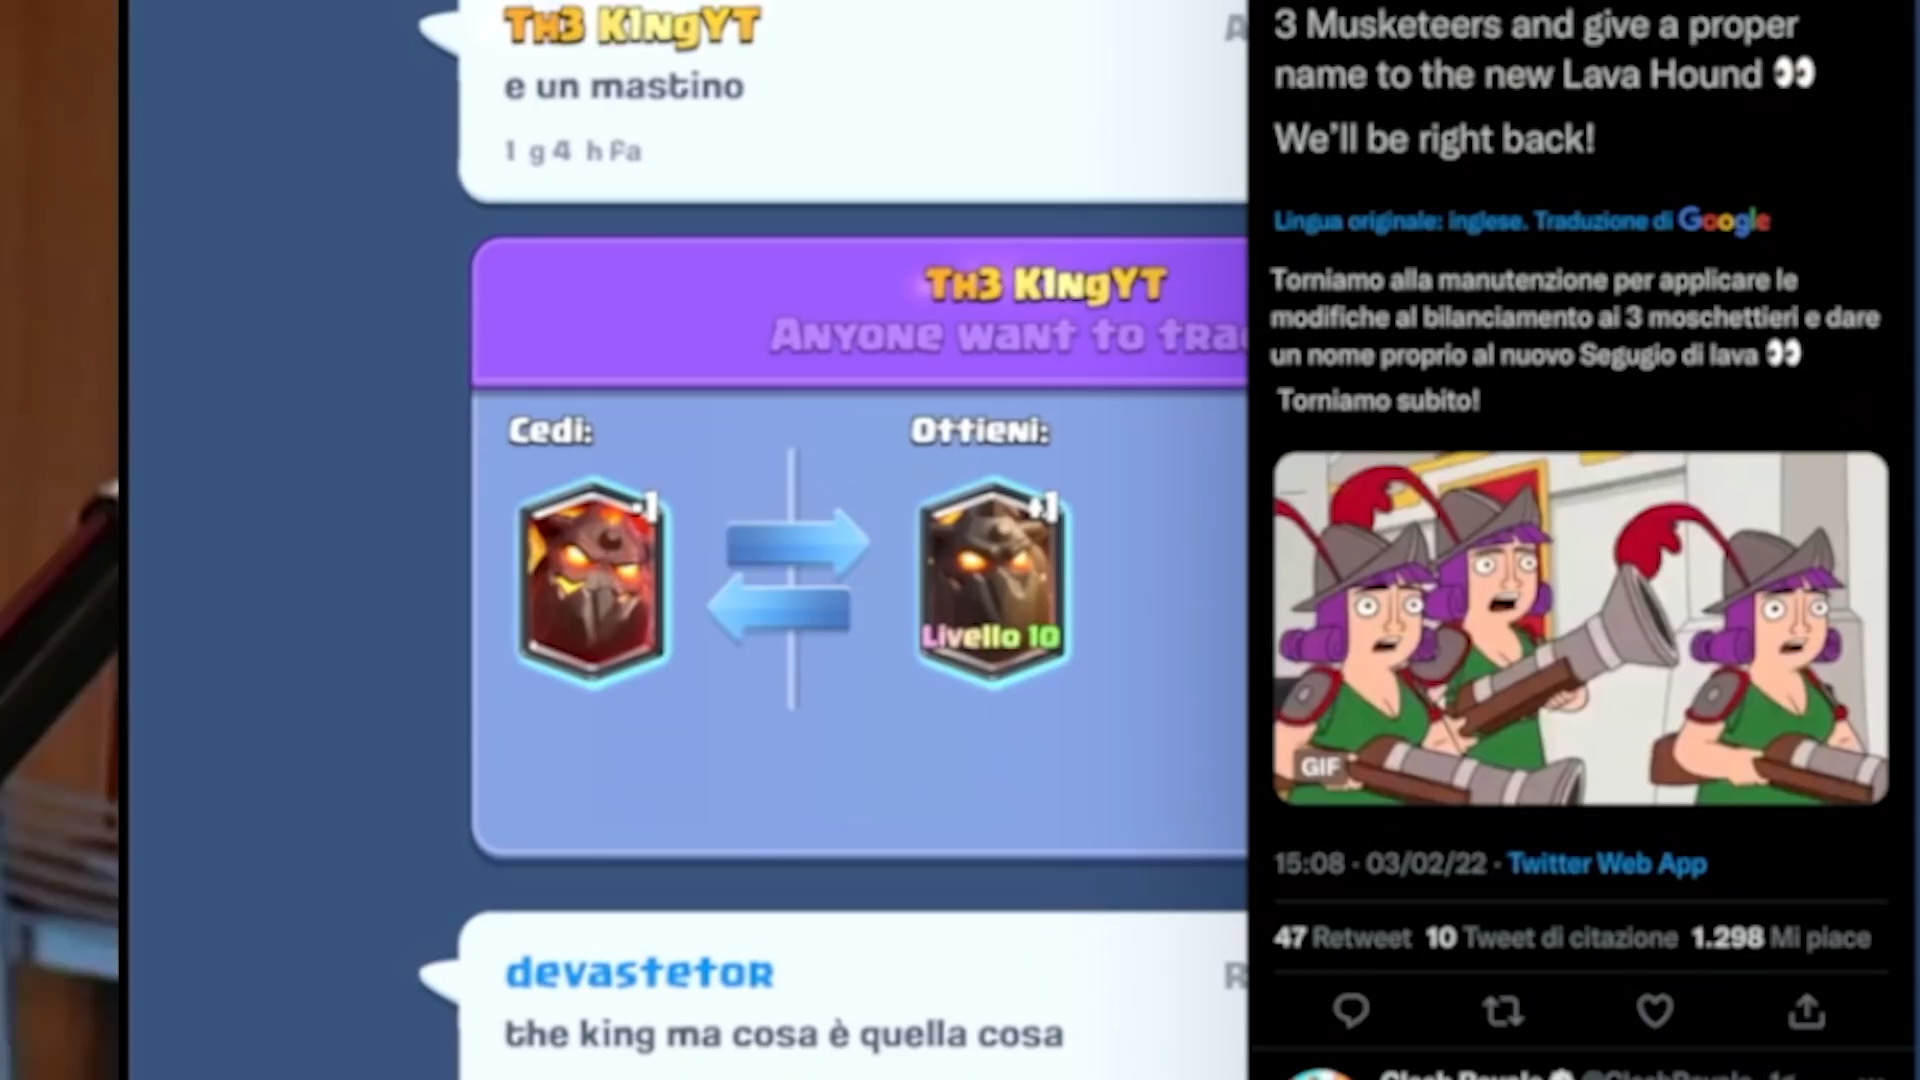 TH3 K1NgYT
e un mastino
1 g 4 h Fa
TH3 K1NgYT
Anyone want to tra
Cedi:
Ottieni:
-1
+1
Livello 10
devastetor
the king ma cosa è quella cosa
3 Musketeers and give a proper
name to the new Lava Hound 👀
We'll be right back!
Lingua originale: inglese. Traduzione di Google
Torniamo alla manutenzione per applicare le
modifiche al bilanciamento ai 3 moschettieri e dare
un nome proprio al nuovo Segugio di lava 👀
Torniamo subito!
GIF
15:08 · 03/02/22 · Twitter Web App
47 Retweet 10 Tweet di citazione 1.298 Mi piace